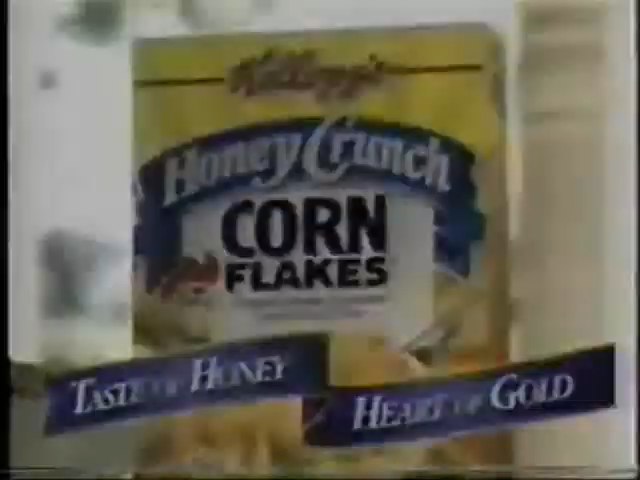 Kellogg's
Honey Crunch
CORN
FLAKES
TASTE OF HONEY
HEART OF GOLD